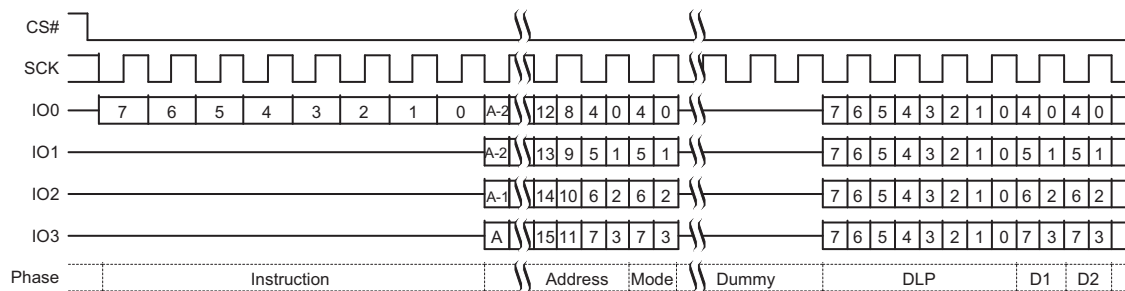 CS#
SCK
IO0 7 6 5 4 3 2 1 0 A-2 12 8 4 0 4 0 7 6 5 4 3 2 1 0 4 0 4 0
IO1 A-2 13 9 5 1 5 1 7 6 5 4 3 2 1 0 5 1 5 1
IO2 A-1 14 10 6 2 6 2 7 6 5 4 3 2 1 0 6 2 6 2
IO3 A 15 11 7 3 7 3 7 6 5 4 3 2 1 0 7 3 7 3
Phase Instruction Address Mode Dummy DLP D1 D2